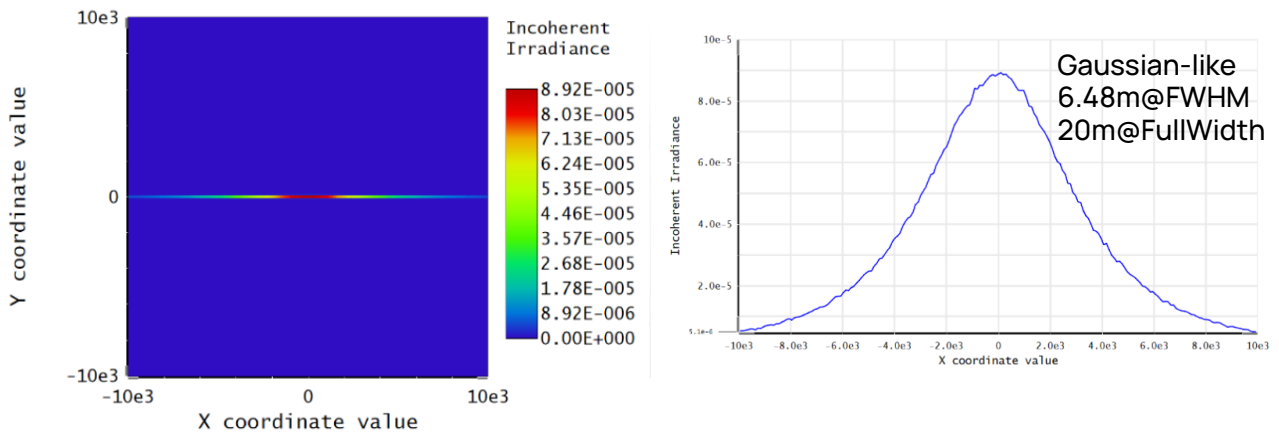 10e3
Incoherent
Irradiance
8.92E-005
8.03E-005
7.13E-005
6.24E-005
5.35E-005
4.46E-005
3.57E-005
2.68E-005
1.78E-005
8.92E-006
0.00E+000
Y coordinate value
0
-10e3
-10e3 0 10e3
X coordinate value
Gaussian-like
6.48m@FWHM
20m@FullWidth
Incoherent Irradiance
10e-5
8.0e-5
6.0e-5
4.0e-5
2.0e-5
5.1e-6
-10e3 -8.0e3 -6.0e3 -4.0e3 -2.0e3 0 2.0e3 4.0e3 6.0e3 8.0e3 10e3
X coordinate value